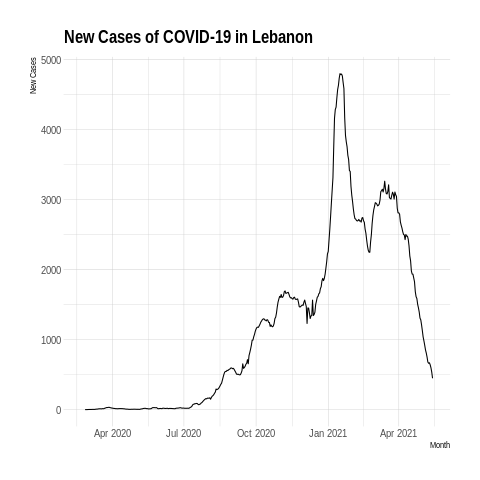 New Cases of COVID-19 in Lebanon
New Cases
5000
4000
3000
2000
1000
0
Apr 2020 Jul 2020 Oct 2020 Jan 2021 Apr 2021
Month